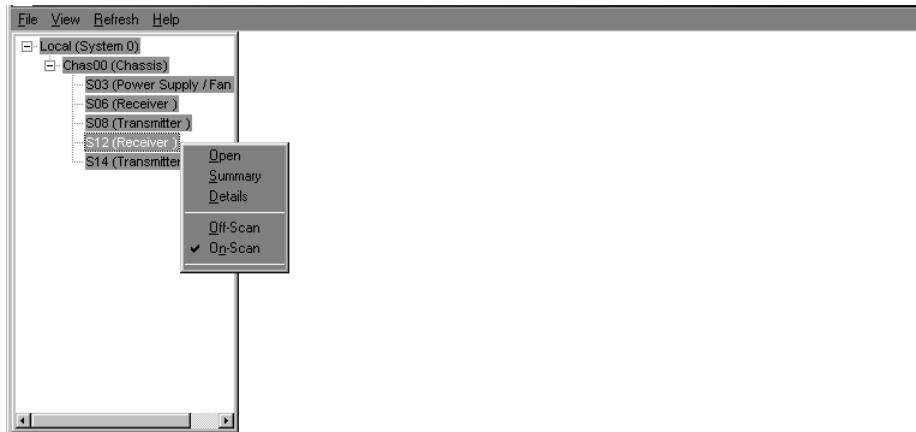 File View Refresh Help
Local (System 0)
Chas00 (Chassis)
S03 (Power Supply / Fan
S06 (Receiver )
S08 (Transmitter )
S12 (Receiver )
S14 (Transmitter
Open
Summary
Details
Off-Scan
On-Scan